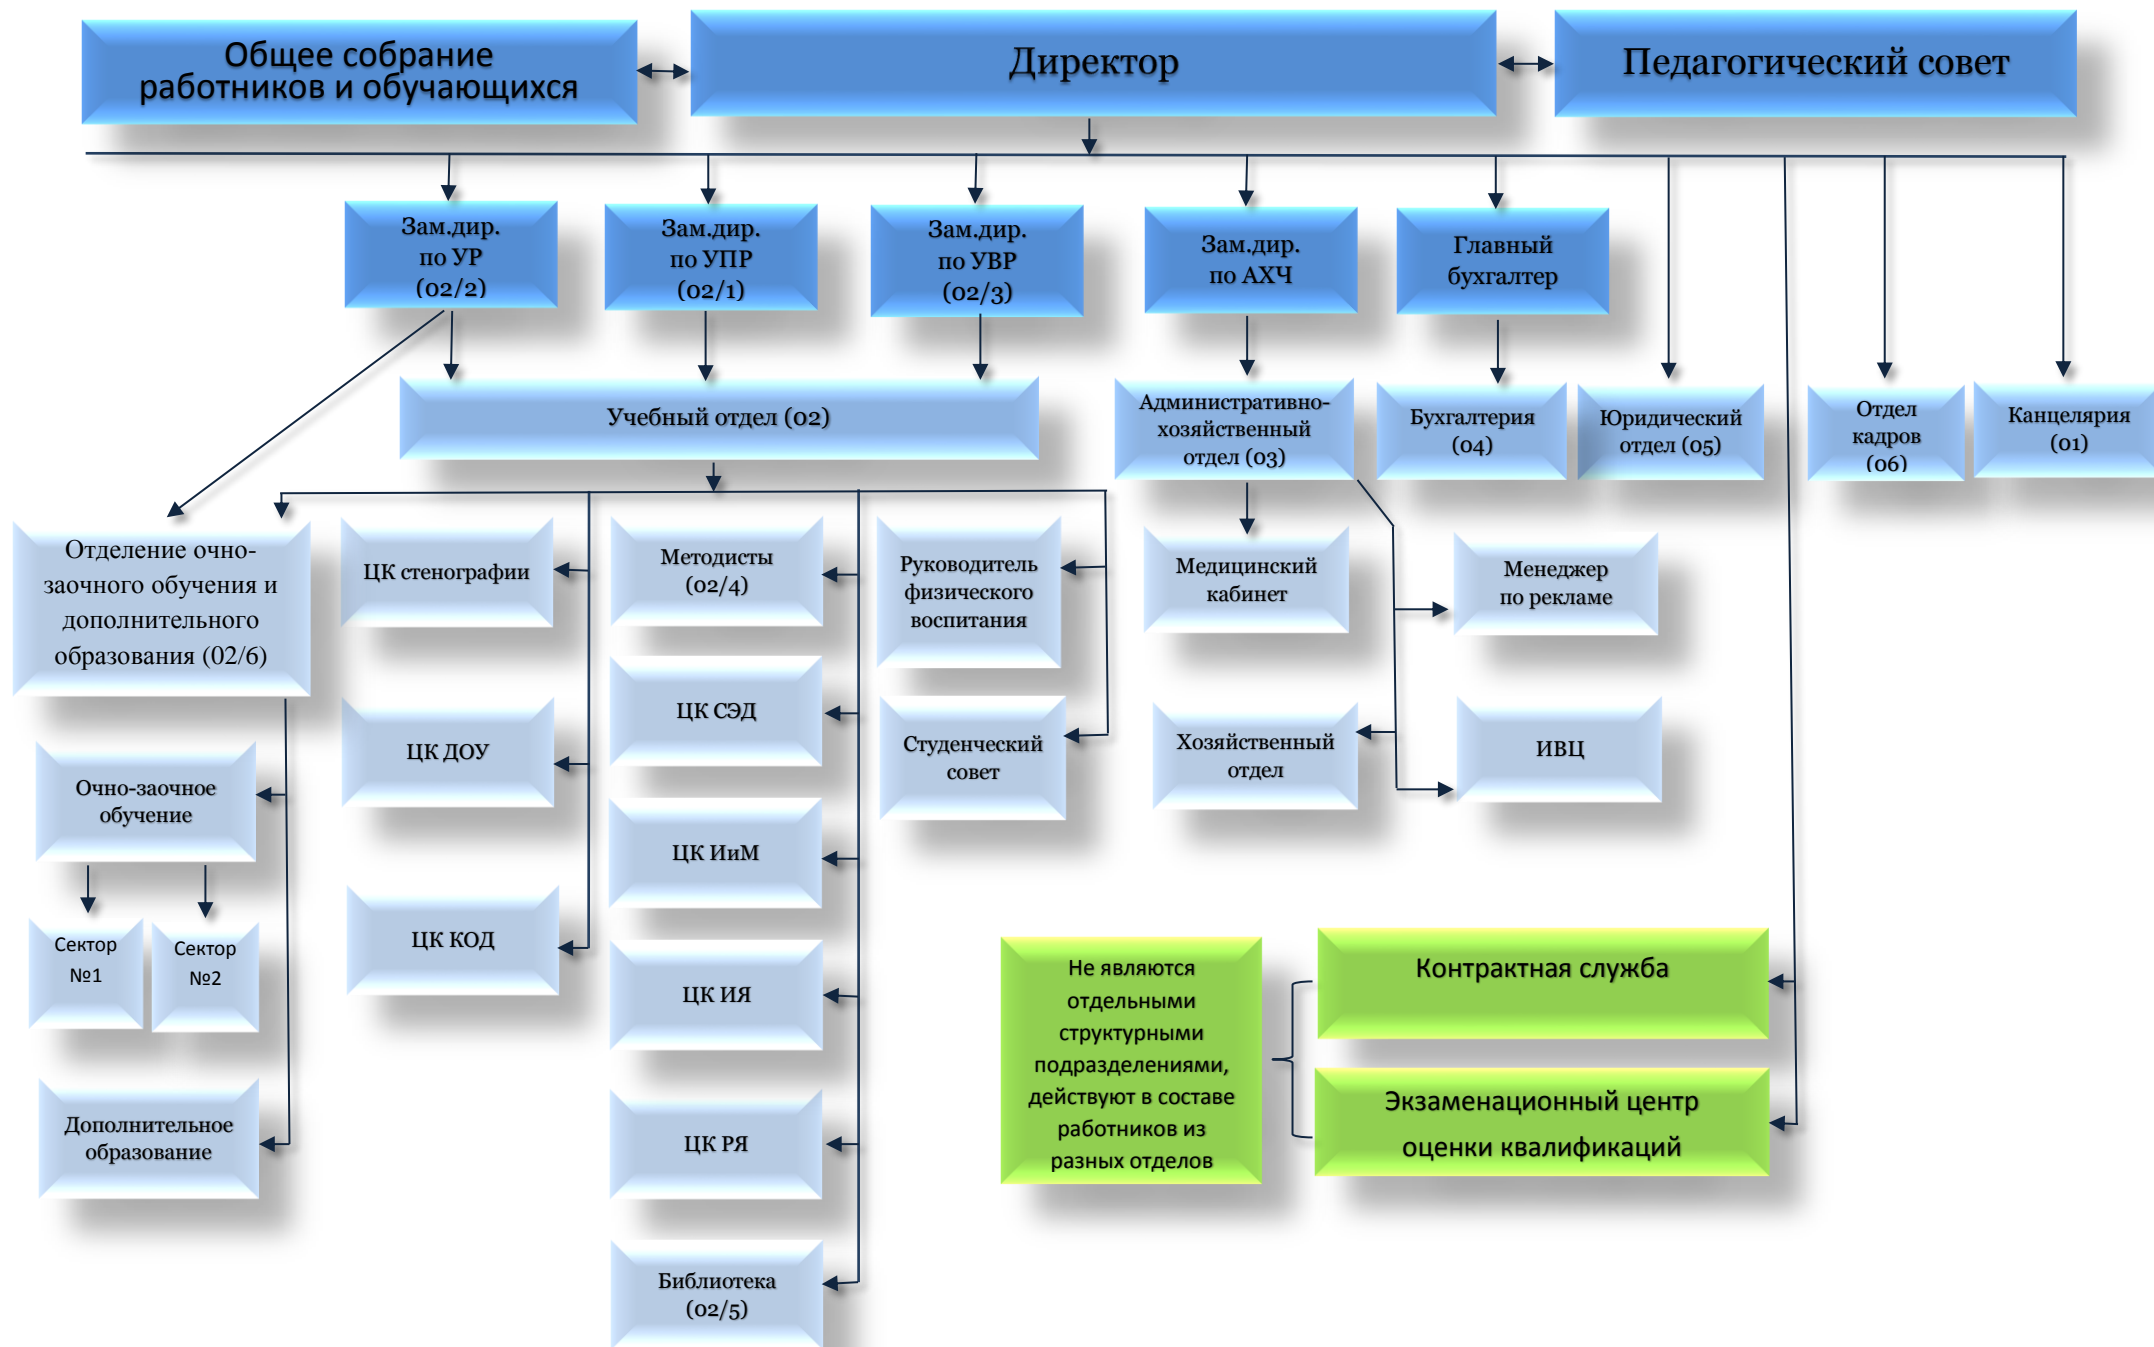 Общее собрание
работников и обучающихся
Директор
Педагогический совет
Зам.дир.
по УР
(02/2)
Зам.дир.
по УПР
(02/1)
Зам.дир.
по УВР
(02/3)
Зам.дир.
по АХЧ
Главный
бухгалтер
Учебный отдел (02)
Административно-
хозяйственный
отдел (03)
Бухгалтерия
(04)
Юридический
отдел (05)
Отдел
кадров
(06)
Канцелярия
(01)
Отделение очно-
заочного обучения и
дополнительного
образования (02/6)
ЦК стенографии
Методисты
(02/4)
Руководитель
физического
воспитания
Медицинский
кабинет
Менеджер
по рекламе
ЦК ДОУ
ЦК СЭД
Студенческий
совет
Хозяйственный
отдел
ИВЦ
Очно-заочное
обучение
ЦК ИиМ
Сектор
№1
Сектор
№2
ЦК КОД
ЦК ИЯ
Не являются
отдельными
структурными
подразделениями,
действуют в составе
работников из
разных отделов
Контрактная служба
Экзаменационный центр
оценки квалификаций
Дополнительное
образование
ЦК РЯ
Библиотека
(02/5)